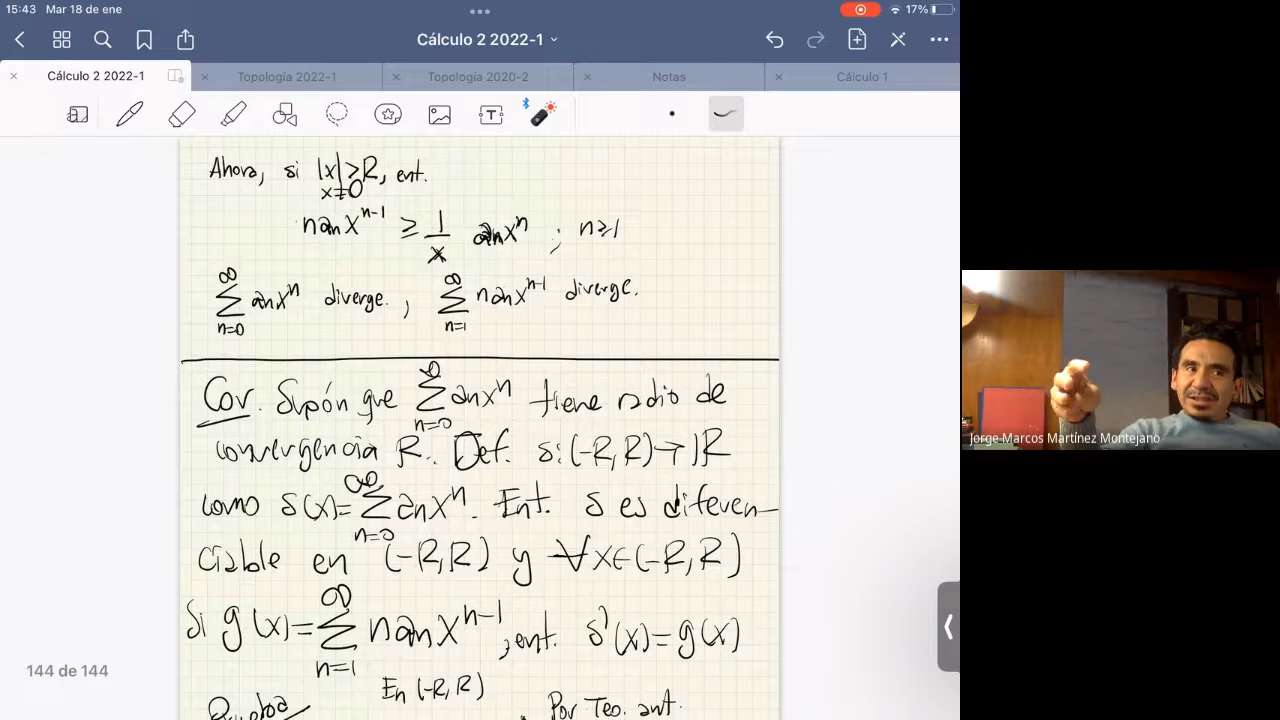 15:43 Mar 18 de ene
17%
Cálculo 2 2022-1
Cálculo 2 2022-1
Topología 2022-1
Topología 2020-2
Notas
Cálculo 1
Ahora, si |x|>R, ent.
x≠0
nanx^{n-1} ≥ 1/x anx^n ; n≥1
∑_{n=0}^{∞} anx^n diverge. , ∑_{n=1}^{∞} nanx^{n-1} diverge.
Cor. Supón que ∑_{n=0}^{∞} anx^n tiene radio de
convergencia R. Def. s:(-R,R)→ℝ
como s(x)=∑_{n=0}^{∞} anx^n. Ent. s es diferen-
ciable en (-R,R) y ∀x∈(-R,R)
Si g(x)=∑_{n=1}^{∞} nanx^{n-1}, ent. s'(x)=g(x)
En (-R,R)
Prueba
Por Teo. ant.
144 de 144
Jorge Marcos Martínez Montejano